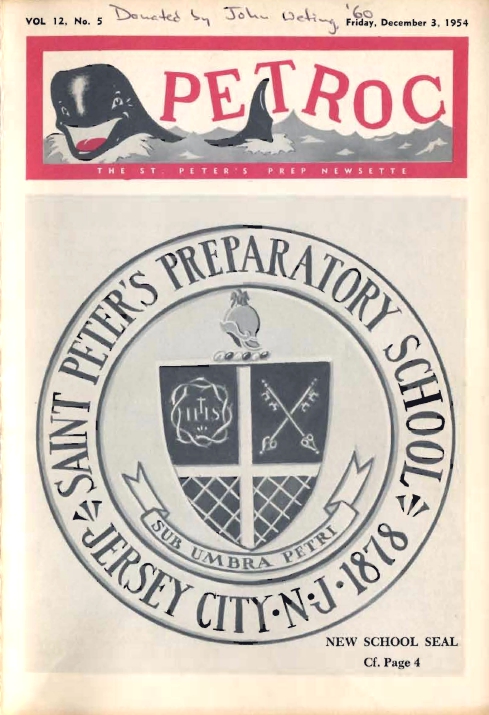 VOL 12, No. 5 Donated by John Weting, '60 Friday, December 3, 1954
PETROC
THE ST. PETER'S PREP NEWSETTE
SAINT PETER'S PREPARATORY SCHOOL
IHS
SUB UMBRA PETRI
JERSEY CITY·N·J·1878
NEW SCHOOL SEAL
Cf. Page 4